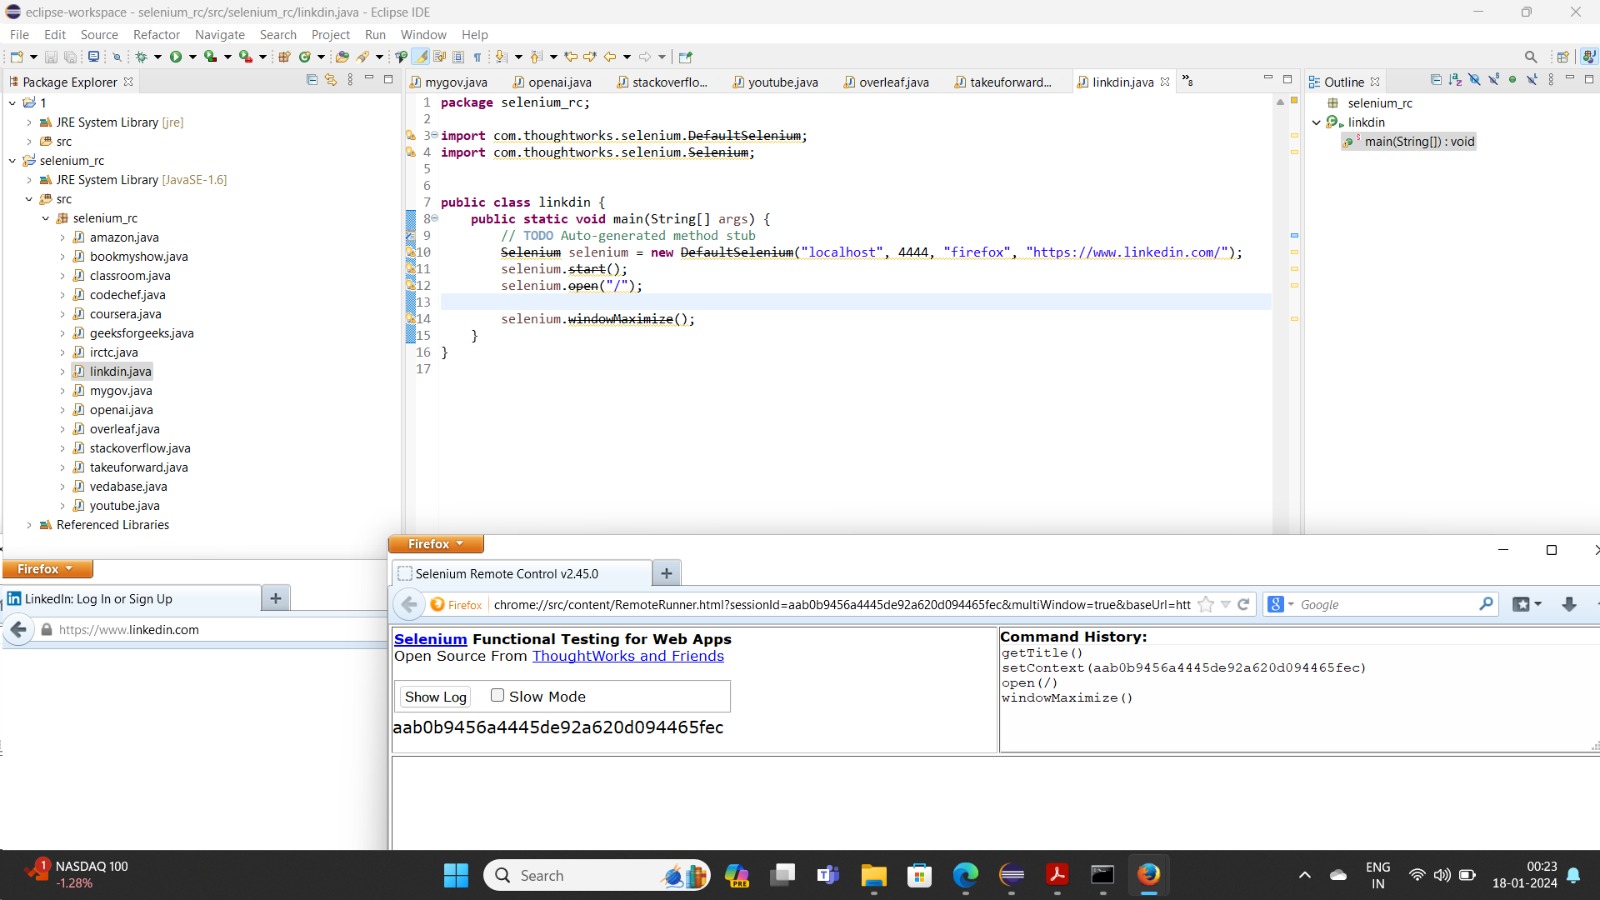 eclipse-workspace - selenium_rc/src/selenium_rc/linkdin.java - Eclipse IDE
File Edit Source Refactor Navigate Search Project Run Window Help
Package Explorer
1
JRE System Library [jre]
src
selenium_rc
JRE System Library [JavaSE-1.6]
src
selenium_rc
amazon.java
bookmyshow.java
classroom.java
codechef.java
coursera.java
geeksforgeeks.java
irctc.java
linkdin.java
mygov.java
openai.java
overleaf.java
stackoverflow.java
takeuforward.java
vedabase.java
youtube.java
Referenced Libraries
mygov.java openai.java stackoverflo... youtube.java overleaf.java takeuforward... linkdin.java »8
1 package selenium_rc;
2
3 import com.thoughtworks.selenium.DefaultSelenium;
4 import com.thoughtworks.selenium.Selenium;
5
6
7 public class linkdin {
8 public static void main(String[] args) {
9 // TODO Auto-generated method stub
10 Selenium selenium = new DefaultSelenium("localhost", 4444, "firefox", "https://www.linkedin.com/");
11 selenium.start();
12 selenium.open("/");
13
14 selenium.windowMaximize();
15 }
16 }
17
Outline
selenium_rc
linkdin
main(String[]) : void
Firefox
LinkedIn: Log In or Sign Up
https://www.linkedin.com
Firefox
Selenium Remote Control v2.45.0
Firefox chrome://src/content/RemoteRunner.html?sessionId=aab0b9456a4445de92a620d094465fec&multiWindow=true&baseUrl=htt
Google
Selenium Functional Testing for Web Apps
Open Source From ThoughtWorks and Friends
Show Log Slow Mode
aab0b9456a4445de92a620d094465fec
Command History:
getTitle()
setContext(aab0b9456a4445de92a620d094465fec)
open(/)
windowMaximize()
1
NASDAQ 100
-1.28%
Search
PRE
ENG
IN
00:23
18-01-2024